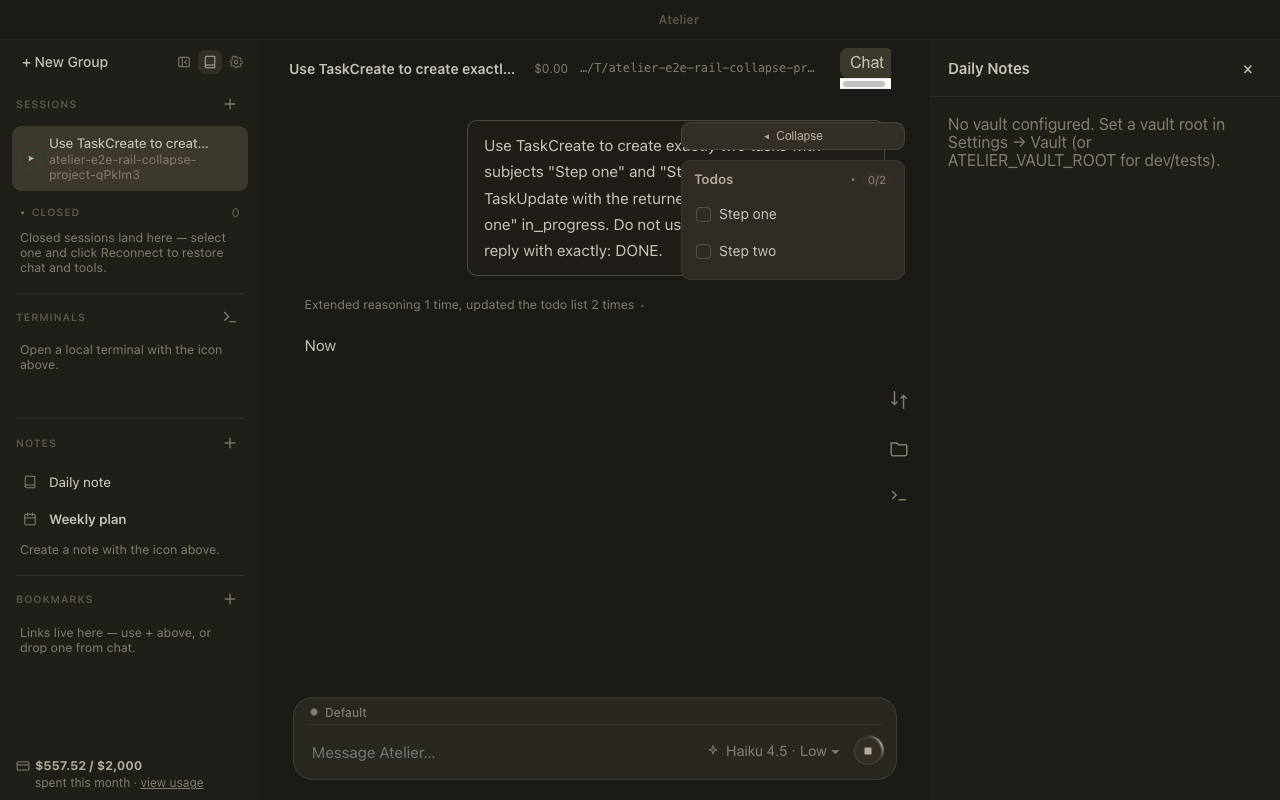 Atelier
+ New Group
SESSIONS
Use TaskCreate to creat...
atelier-e2e-rail-collapse-
project-qPklm3
CLOSED 0
Closed sessions land here — select
one and click Reconnect to restore
chat and tools.
TERMINALS
Open a local terminal with the icon
above.
NOTES
Daily note
Weekly plan
Create a note with the icon above.
BOOKMARKS
Links live here — use + above, or
drop one from chat.
$557.52 / $2,000
spent this month · view usage
Use TaskCreate to create exactl... $0.00 …/T/atelier-e2e-rail-collapse-pr… Chat
Use TaskCreate to create exactly two tasks with
subjects "Step one" and "St
TaskUpdate with the returne
one" in_progress. Do not us
reply with exactly: DONE.
Collapse
Todos 0/2
Step one
Step two
Extended reasoning 1 time, updated the todo list 2 times
Now
Default
Message Atelier...
Haiku 4.5 · Low
Daily Notes ×
No vault configured. Set a vault root in
Settings → Vault (or
ATELIER_VAULT_ROOT for dev/tests).